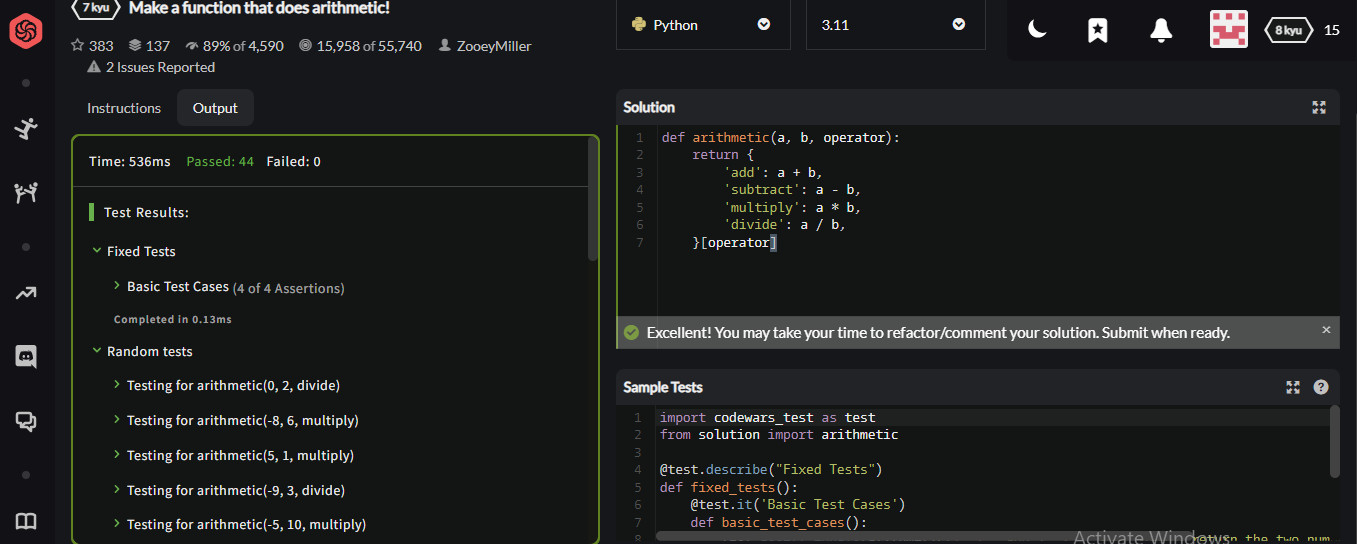 7 kyu Make a function that does arithmetic!
383 137 89% of 4,590 15,958 of 55,740 ZooeyMiller
2 Issues Reported
Instructions Output
Time: 536ms Passed: 44 Failed: 0
Test Results:
Fixed Tests
Basic Test Cases (4 of 4 Assertions)
Completed in 0.13ms
Random tests
Testing for arithmetic(0, 2, divide)
Testing for arithmetic(-8, 6, multiply)
Testing for arithmetic(5, 1, multiply)
Testing for arithmetic(-9, 3, divide)
Testing for arithmetic(-5, 10, multiply)
Python 3.11
8 kyu 15
Solution
1 def arithmetic(a, b, operator):
2 return {
3 'add': a + b,
4 'subtract': a - b,
5 'multiply': a * b,
6 'divide': a / b,
7 }[operator]
Excellent! You may take your time to refactor/comment your solution. Submit when ready. ×
Sample Tests ?
1 import codewars_test as test
2 from solution import arithmetic
3
4 @test.describe("Fixed Tests")
5 def fixed_tests():
6 @test.it('Basic Test Cases')
7 def basic_test_cases():
8
Activate Windows